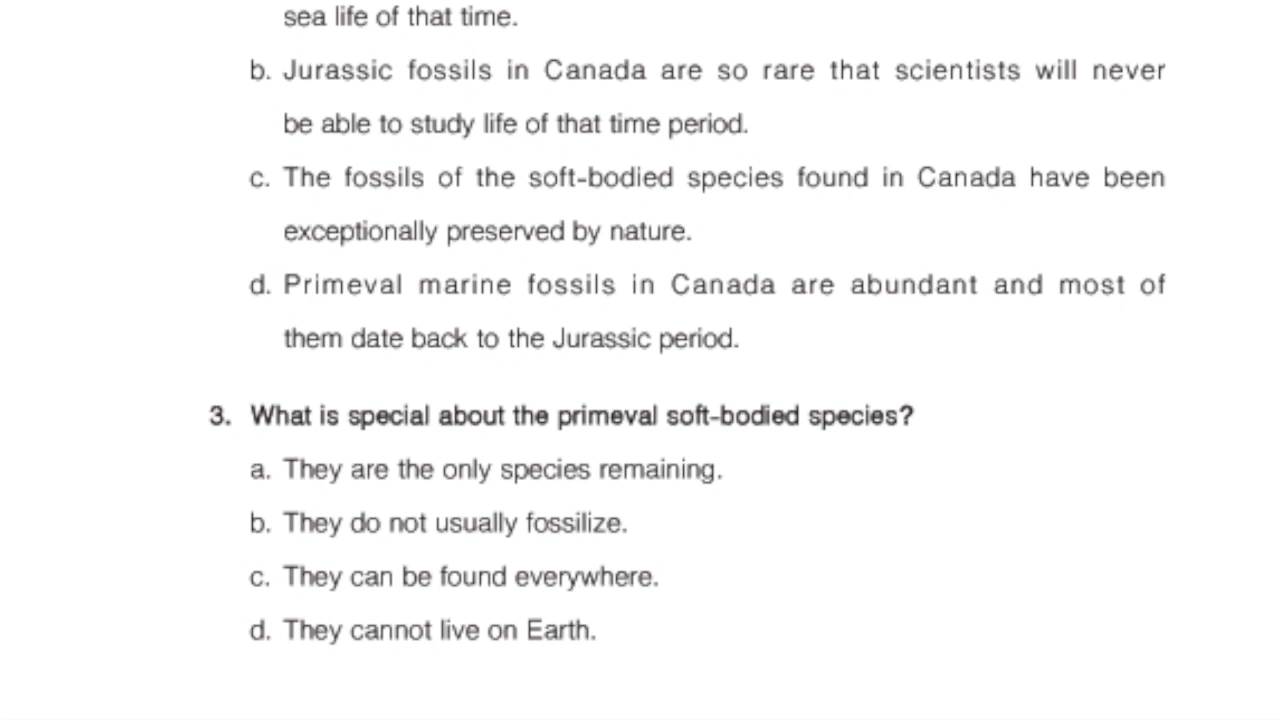 sea life of that time.
b. Jurassic fossils in Canada are so rare that scientists will never
be able to study life of that time period.
c. The fossils of the soft-bodied species found in Canada have been
exceptionally preserved by nature.
d. Primeval marine fossils in Canada are abundant and most of
them date back to the Jurassic period.
3. What is special about the primeval soft-bodied species?
a. They are the only species remaining.
b. They do not usually fossilize.
c. They can be found everywhere.
d. They cannot live on Earth.